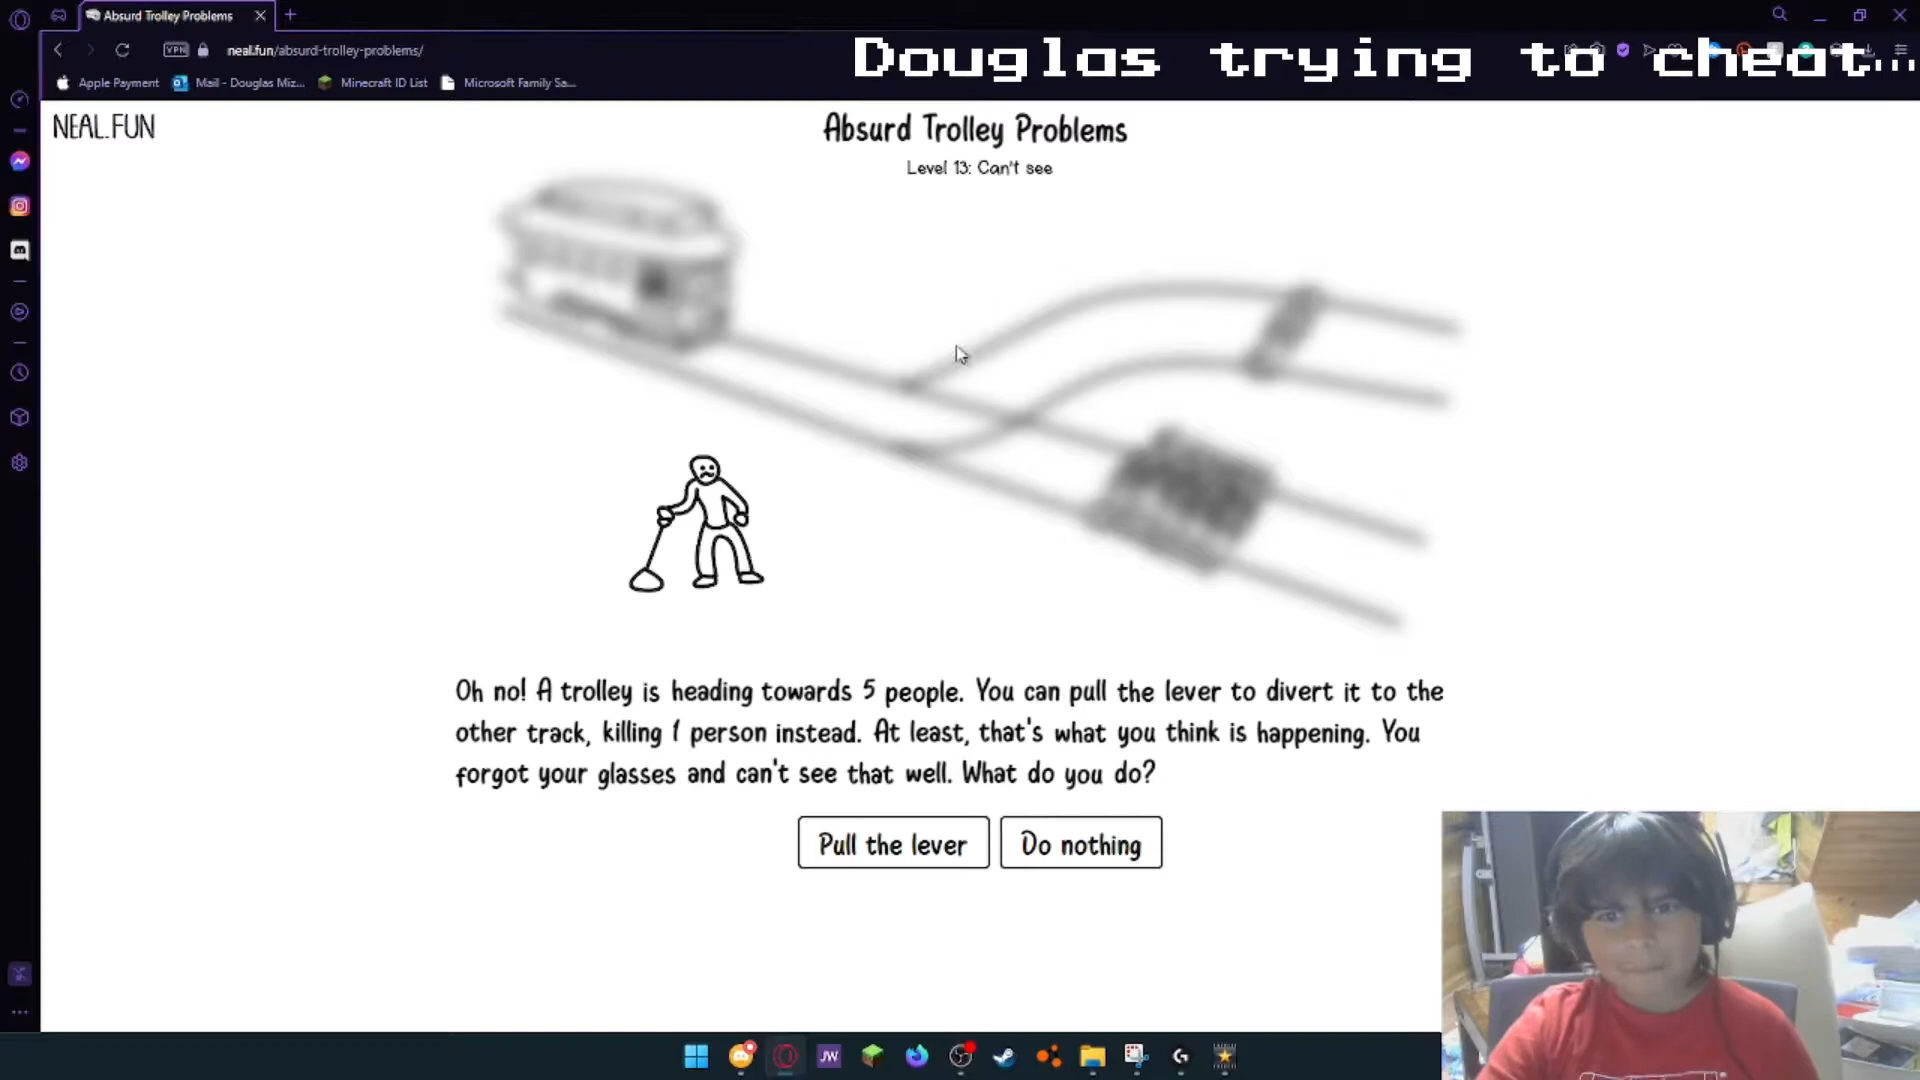 Absurd Trolley Problems
VPN
neal.fun/absurd-trolley-problems/
Douglas trying to cheat...
Apple Payment
Mail - Douglas Miz...
Minecraft ID List
Microsoft Family Sa...
NEAL.FUN
Absurd Trolley Problems
Level 13: Can't see
Oh no! A trolley is heading towards 5 people. You can pull the lever to divert it to the
other track, killing 1 person instead. At least, that's what you think is happening. You
forgot your glasses and can't see that well. What do you do?
Pull the lever
Do nothing
JW